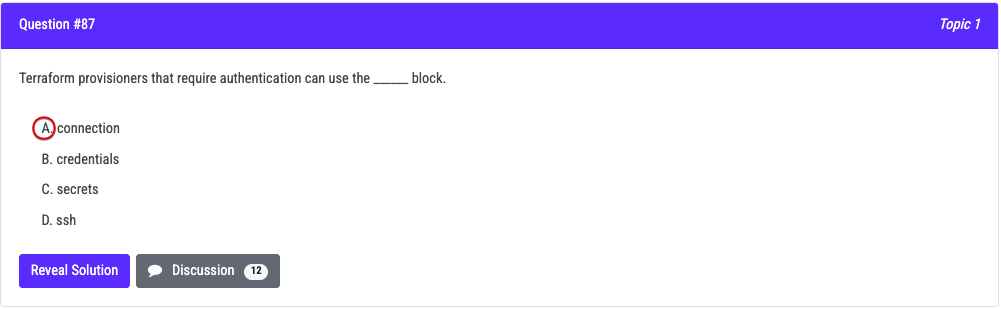 Question #87
Topic 1
Terraform provisioners that require authentication can use the ______ block.
A. connection
B. credentials
C. secrets
D. ssh
Reveal Solution
Discussion 12